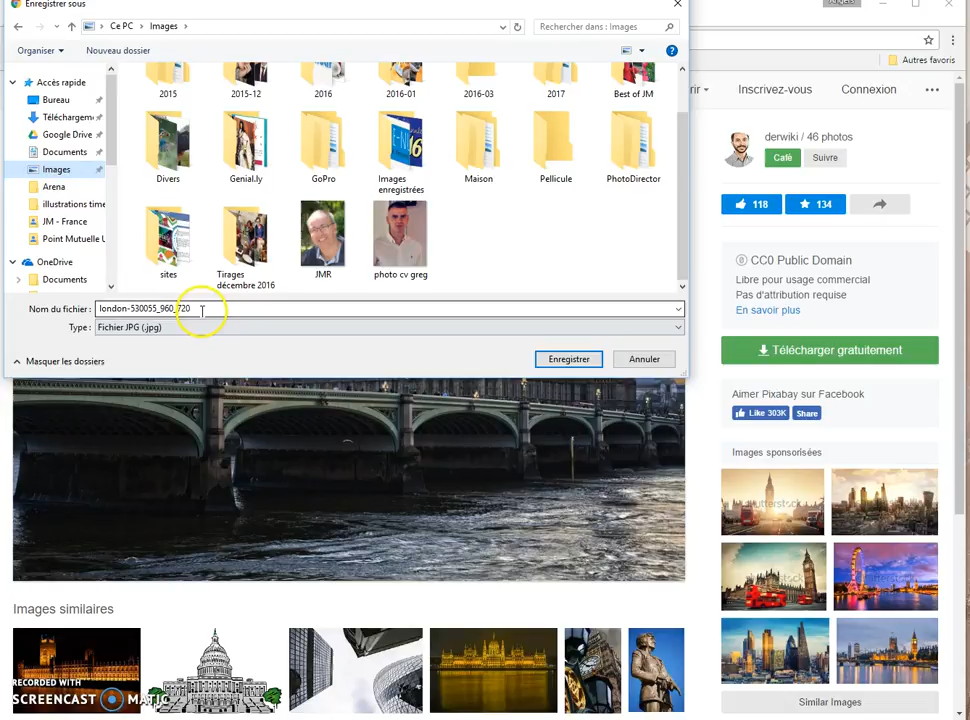 Enregistrer sous
Ce PC > Images >
Rechercher dans : Images
Organiser
Nouveau dossier
Accès rapide
Bureau
Téléchargem
Google Drive
Documents
Images
Arena
illustrations time
JM - France
Point Mutuelle U
OneDrive
Documents
2015
2015-12
2016
2016-01
2016-03
2017
Best of JM
Divers
Genial.ly
GoPro
Images enregistrées
Maison
Pellicule
PhotoDirector
sites
Tirages décembre 2016
JMR
photo cv greg
Nom du fichier : london-530055_960_720
Type : Fichier JPG (.jpg)
Masquer les dossiers
Enregistrer
Annuler
Autres favoris
rir
Inscrivez-vous
Connexion
derwiki / 46 photos
Café
Suivre
118
134
CC0 Public Domain
Libre pour usage commercial
Pas d'attribution requise
En savoir plus
Télécharger gratuitement
Aimer Pixabay sur Facebook
Like 303K
Share
Images sponsorisées
Similar Images
Images similaires
RECORDED WITH
SCREENCAST MATIC